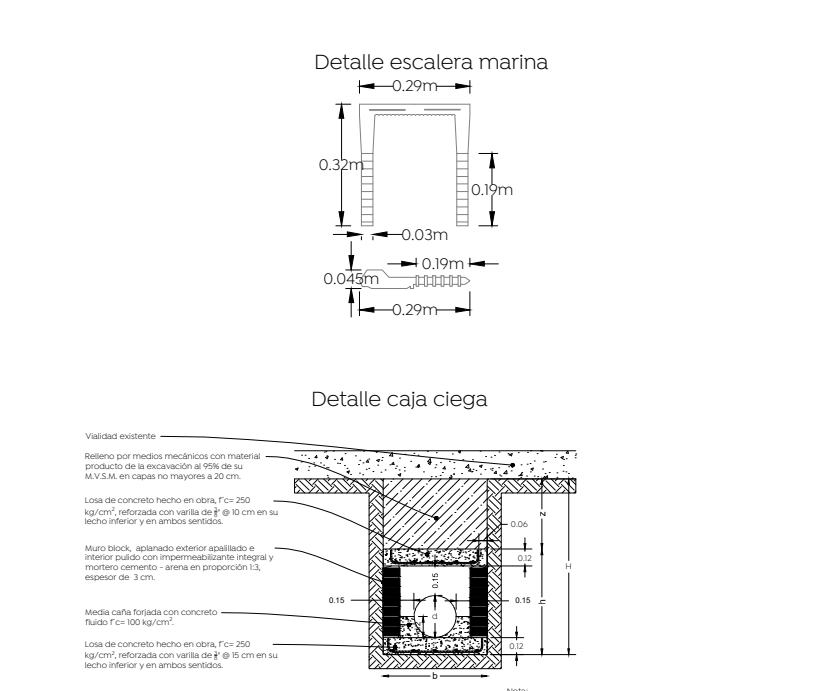 Detalle escalera marina
0.29m
0.32m
0.19m
0.03m
0.19m
0.045m
0.29m
Detalle caja ciega
Vialidad existente
Relleno por medios mecánicos con material
producto de la excavación al 95% de su
M.V.S.M. en capas no mayores a 20 cm.
Losa de concreto hecho en obra, f'c= 250
kg/cm², reforzada con varilla de @ 10 cm en su
lecho inferior y en ambos sentidos.
Muro block, aplanado exterior apalillado e
interior pulido con impermeabilizante integral y
mortero cemento - arena en proporción 1:3,
espesor de 3 cm.
Media caña forjada con concreto
fluido f'c= 100 kg/cm².
Losa de concreto hecho en obra, f'c= 250
kg/cm², reforzada con varilla de @ 15 cm en su
lecho inferior y en ambos sentidos.
z
0.06
0.12
H
0.15
0.15
0.15
h
d
0.12
b